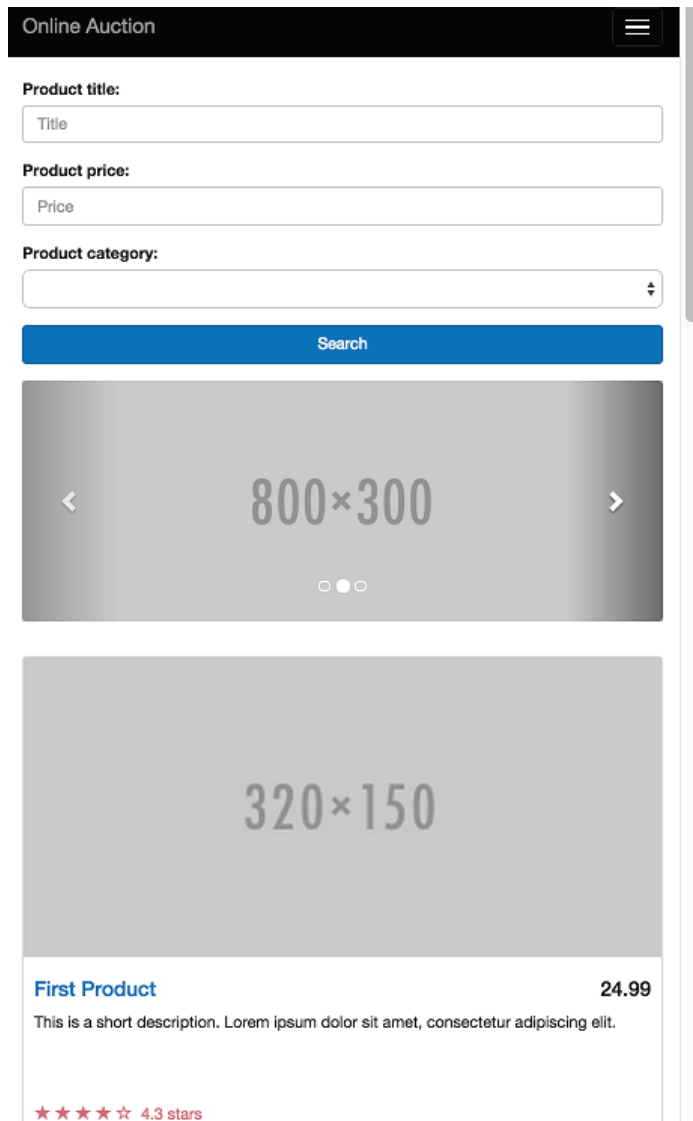 Online Auction
Product title:
Title
Product price:
Price
Product category:
Search
800×300
320×150
First Product 24.99
This is a short description. Lorem ipsum dolor sit amet, consectetur adipiscing elit.
★★★★☆ 4.3 stars